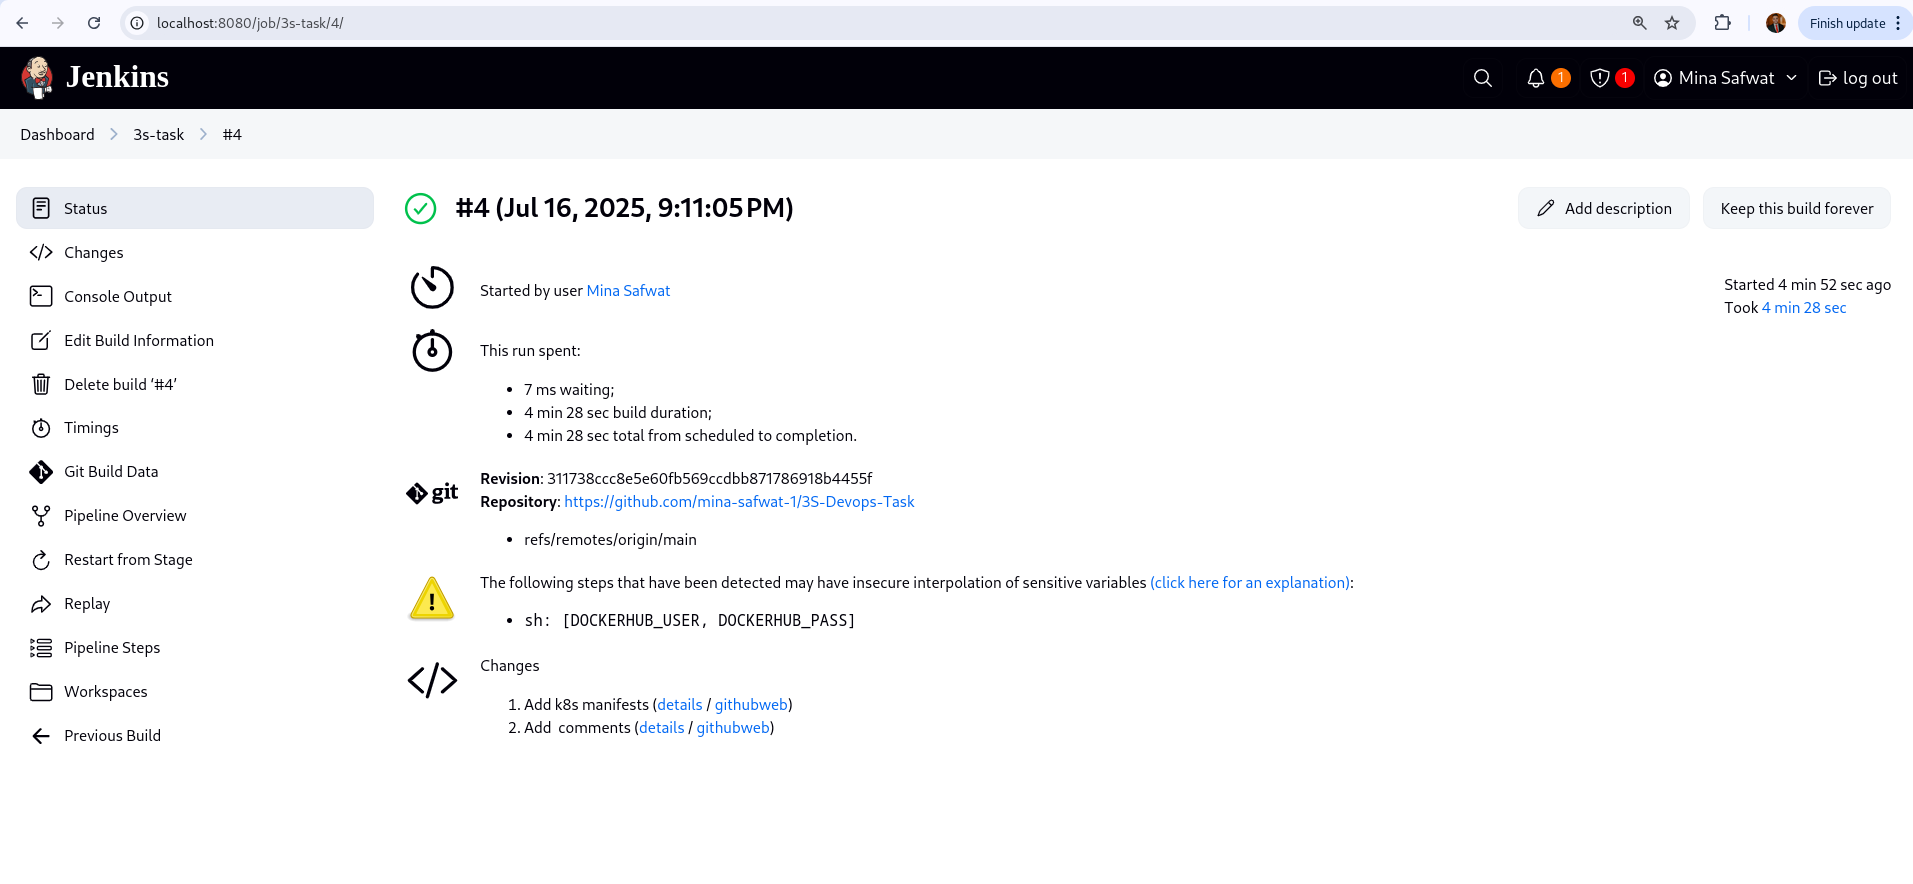 localhost:8080/job/3s-task/4/
Finish update
Jenkins
1
1
Mina Safwat
log out
Dashboard
3s-task
#4
Status
Changes
Console Output
Edit Build Information
Delete build ‘#4’
Timings
Git Build Data
Pipeline Overview
Restart from Stage
Replay
Pipeline Steps
Workspaces
Previous Build
#4 (Jul 16, 2025, 9:11:05 PM)
Add description
Keep this build forever
Started by user Mina Safwat
Started 4 min 52 sec ago
Took 4 min 28 sec
This run spent:
7 ms waiting;
4 min 28 sec build duration;
4 min 28 sec total from scheduled to completion.
git
Revision: 311738ccc8e5e60fb569ccdbb871786918b4455f
Repository: https://github.com/mina-safwat-1/3S-Devops-Task
refs/remotes/origin/main
The following steps that have been detected may have insecure interpolation of sensitive variables (click here for an explanation):
sh: [DOCKERHUB_USER, DOCKERHUB_PASS]
Changes
1. Add k8s manifests (details / githubweb)
2. Add comments (details / githubweb)